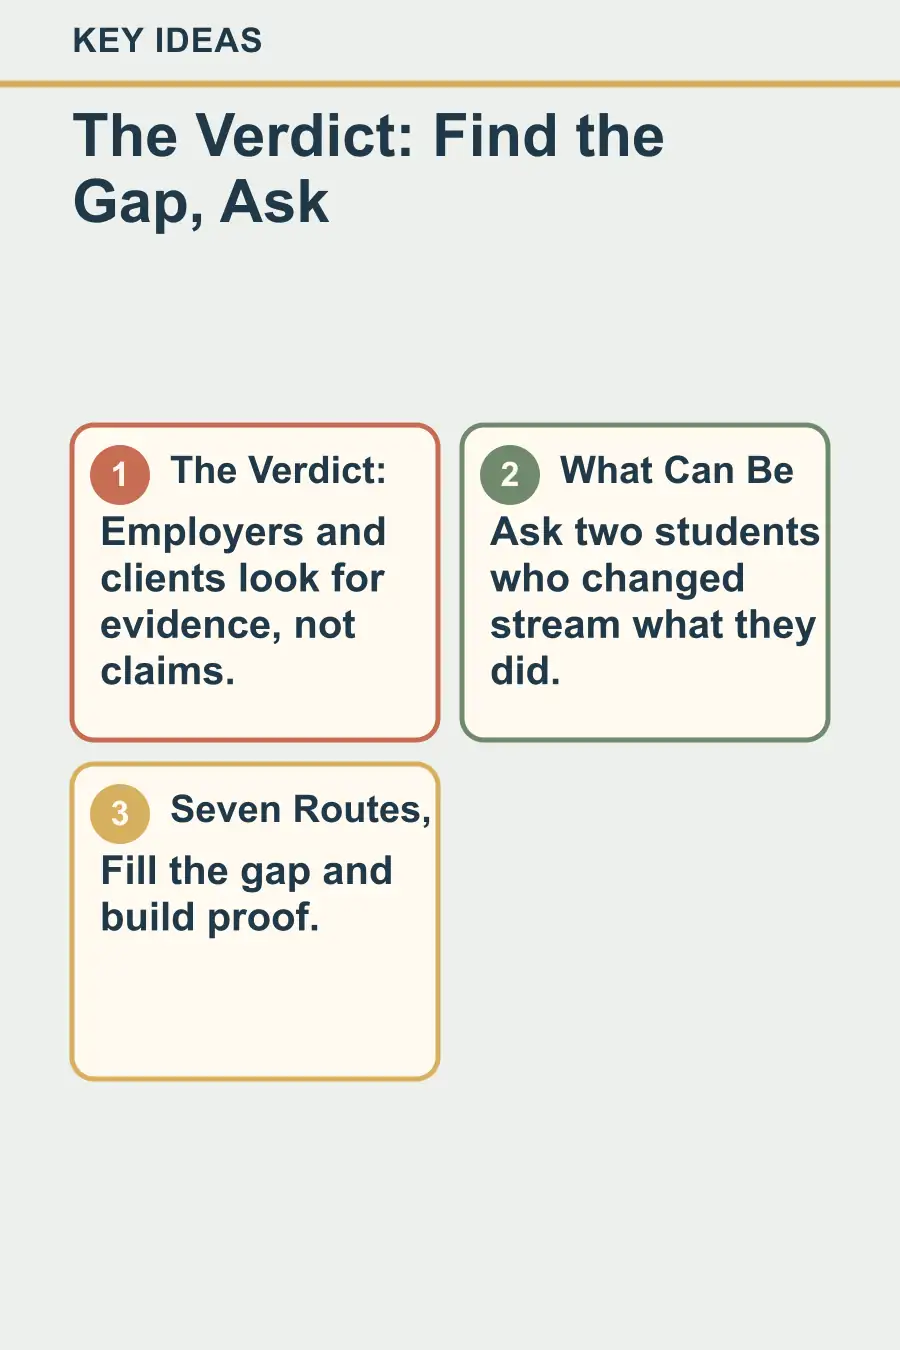 KEY IDEAS
The Verdict: Find the
Gap, Ask
1 The Verdict:
Employers and
clients look for
evidence, not
claims.
2 What Can Be
Ask two students
who changed
stream what they
did.
3 Seven Routes,
Fill the gap and
build proof.